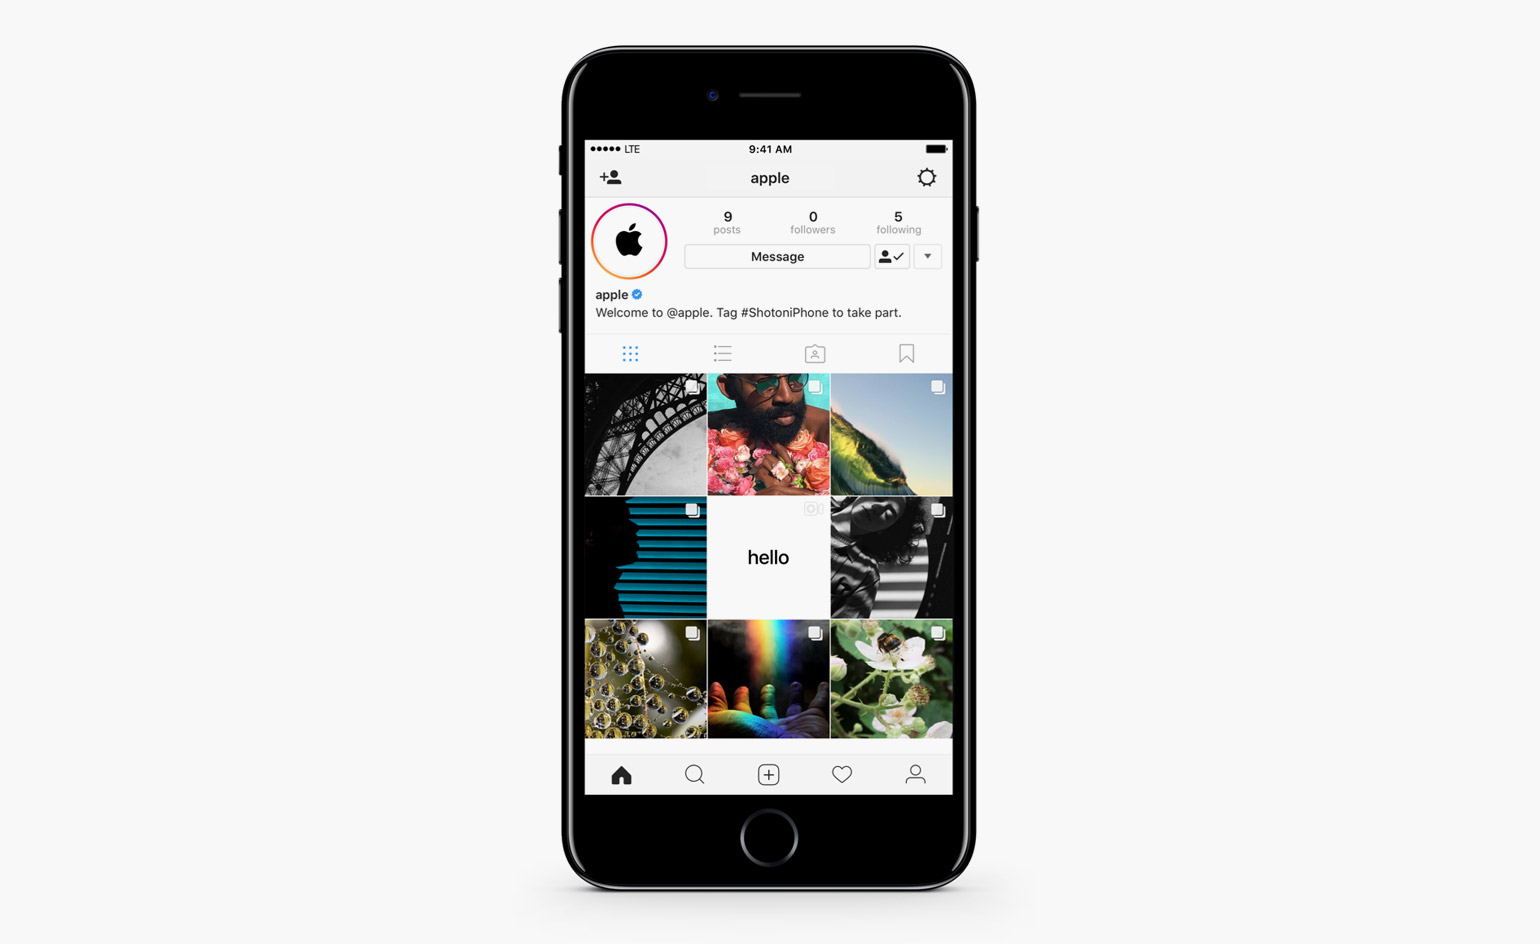 LTE 9:41 AM
apple
9 0 5
posts followers following
Message
apple
Welcome to @apple. Tag #ShotoniPhone to take part.
hello